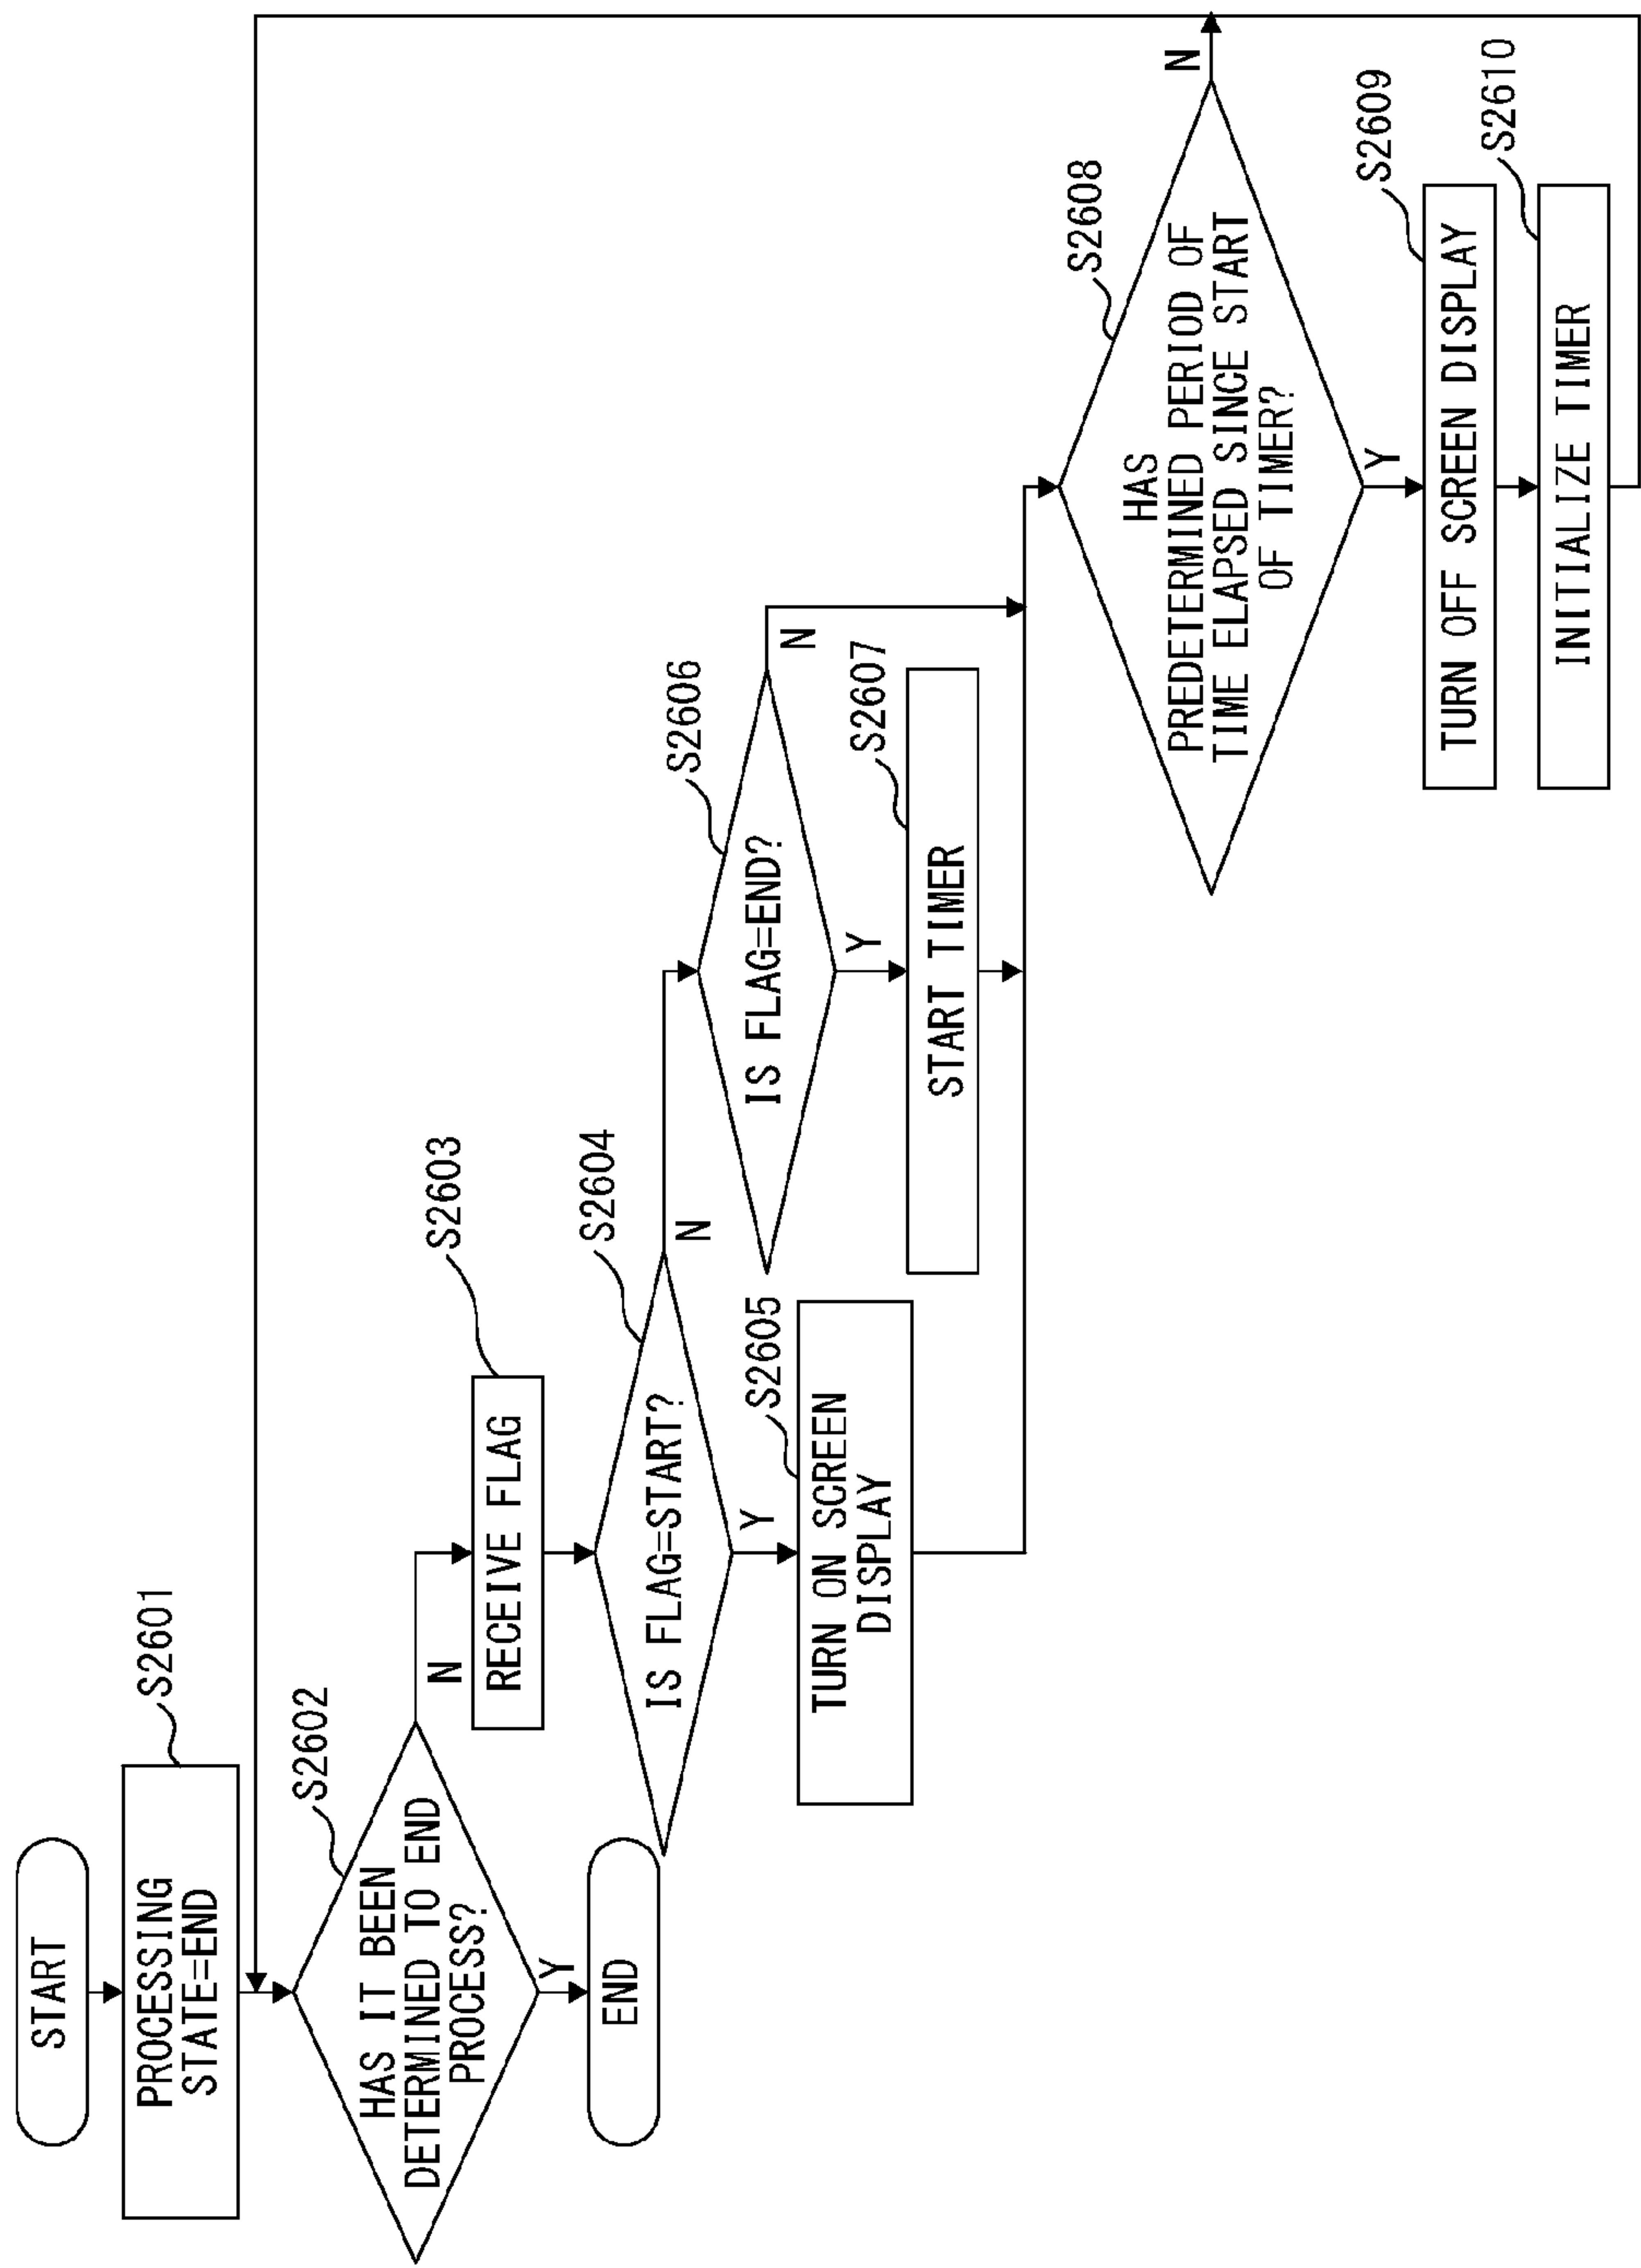 START
S2601
PROCESSING
STATE=END
S2602
HAS IT BEEN
DETERMINED TO END
PROCESS?
N
Y
END
S2603
RECEIVE FLAG
S2604
IS FLAG=START?
N
Y
S2605
TURN ON SCREEN
DISPLAY
S2606
IS FLAG=END?
N
Y
S2607
START TIMER
S2608
HAS
PREDETERMINED PERIOD OF
TIME ELAPSED SINCE START
OF TIMER?
N
Y
S2609
TURN OFF SCREEN DISPLAY
S2610
INITIALIZE TIMER